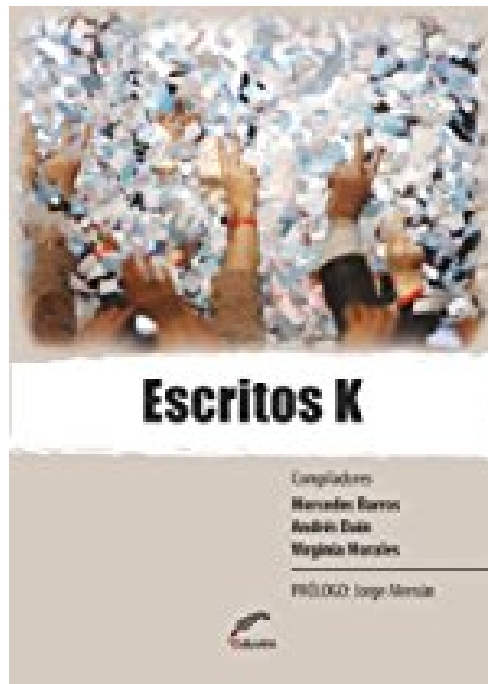 Escritos K
Compiladores
Mercedes Barros
Andrés Daín
Virginia Morales
PRÓLOGO: Jorge Alemán